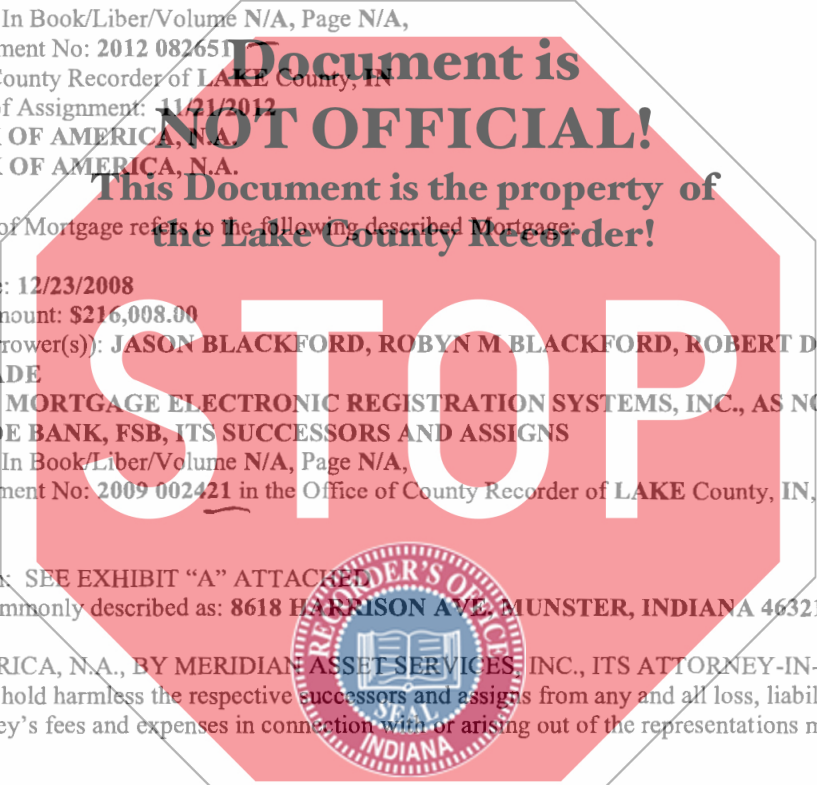 In Book/Liber/Volume N/A, Page N/A,
ment No: 2012 082651
County Recorder of LAKE County, IN
of Assignment: 11/21/2012
OF AMERICA, N.A.
OF AMERICA, N.A.
Document is
NOT OFFICIAL!
This Document is the property of
the Lake County Recorder!
of Mortgage refers to the following described Mortgage:
: 12/23/2008
mount: $216,008.00
rrower(s)): JASON BLACKFORD, ROBYN M BLACKFORD, ROBERT D
ADE
MORTGAGE ELECTRONIC REGISTRATION SYSTEMS, INC., AS NO
DE BANK, FSB, ITS SUCCESSORS AND ASSIGNS
In Book/Liber/Volume N/A, Page N/A,
ment No: 2009 002421 in the Office of County Recorder of LAKE County, IN,
STOP
n: SEE EXHIBIT “A” ATTACHED
mmonly described as: 8618 HARRISON AVE. MUNSTER, INDIANA 46321
RICA, N.A., BY MERIDIAN ASSET SERVICES, INC., ITS ATTORNEY-IN-
hold harmless the respective successors and assigns from any and all loss, liabil
ey’s fees and expenses in connection with or arising out of the representations m
RECORDER'S OFFICE
SEAL
INDIANA